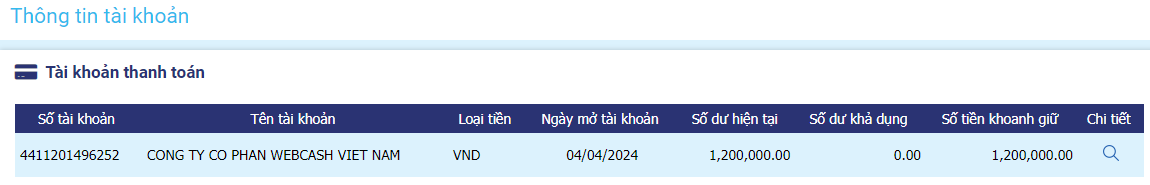 Thông tin tài khoản
Tài khoản thanh toán
Số tài khoản Tên tài khoản Loại tiền Ngày mở tài khoản Số dư hiện tại Số dư khả dụng Số tiền khoanh giữ Chi tiết
4411201496252 CONG TY CO PHAN WEBCASH VIET NAM VND 04/04/2024 1,200,000.00 0.00 1,200,000.00